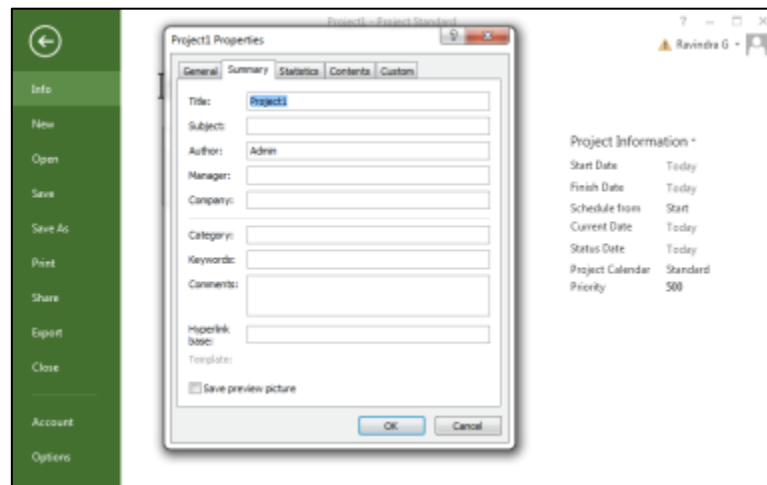 Project1 - Project Standard
Ravindra G
Info
New
Open
Save
Save As
Print
Share
Export
Close
Account
Options
Project1 Properties
General Summary Statistics Contents Custom
Title: Project1
Subject:
Author: Admin
Manager:
Company:
Category:
Keywords:
Comments:
Hyperlink
base:
Template:
Save preview picture
OK Cancel
Project Information
Start Date Today
Finish Date Today
Schedule from Start
Current Date Today
Status Date Today
Project Calendar Standard
Priority 500